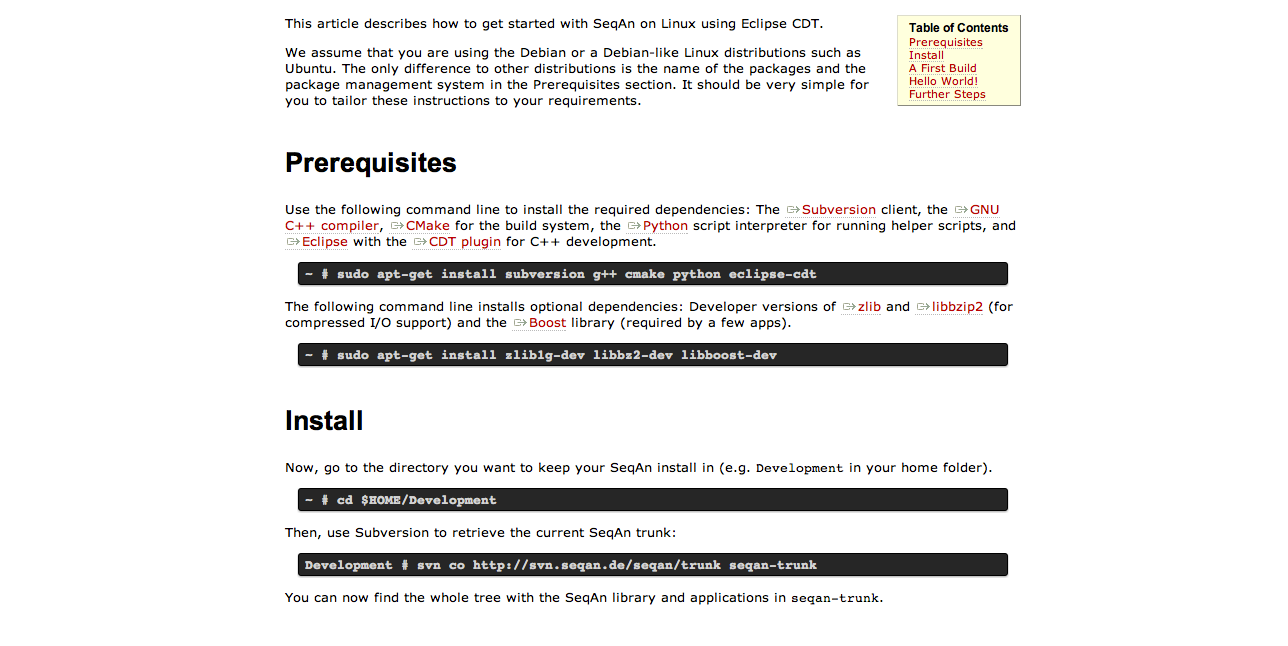 This article describes how to get started with SeqAn on Linux using Eclipse CDT.
We assume that you are using the Debian or a Debian-like Linux distributions such as
Ubuntu. The only difference to other distributions is the name of the packages and the
package management system in the Prerequisites section. It should be very simple for
you to tailor these instructions to your requirements.
Table of Contents
Prerequisites
Install
A First Build
Hello World!
Further Steps
Prerequisites
Use the following command line to install the required dependencies: The Subversion client, the GNU
C++ compiler, CMake for the build system, the Python script interpreter for running helper scripts, and
Eclipse with the CDT plugin for C++ development.
~ # sudo apt-get install subversion g++ cmake python eclipse-cdt
The following command line installs optional dependencies: Developer versions of zlib and libbzip2 (for
compressed I/O support) and the Boost library (required by a few apps).
~ # sudo apt-get install zlib1g-dev libbz2-dev libboost-dev
Install
Now, go to the directory you want to keep your SeqAn install in (e.g. Development in your home folder).
~ # cd $HOME/Development
Then, use Subversion to retrieve the current SeqAn trunk:
Development # svn co http://svn.seqan.de/seqan/trunk seqan-trunk
You can now find the whole tree with the SeqAn library and applications in seqan-trunk.